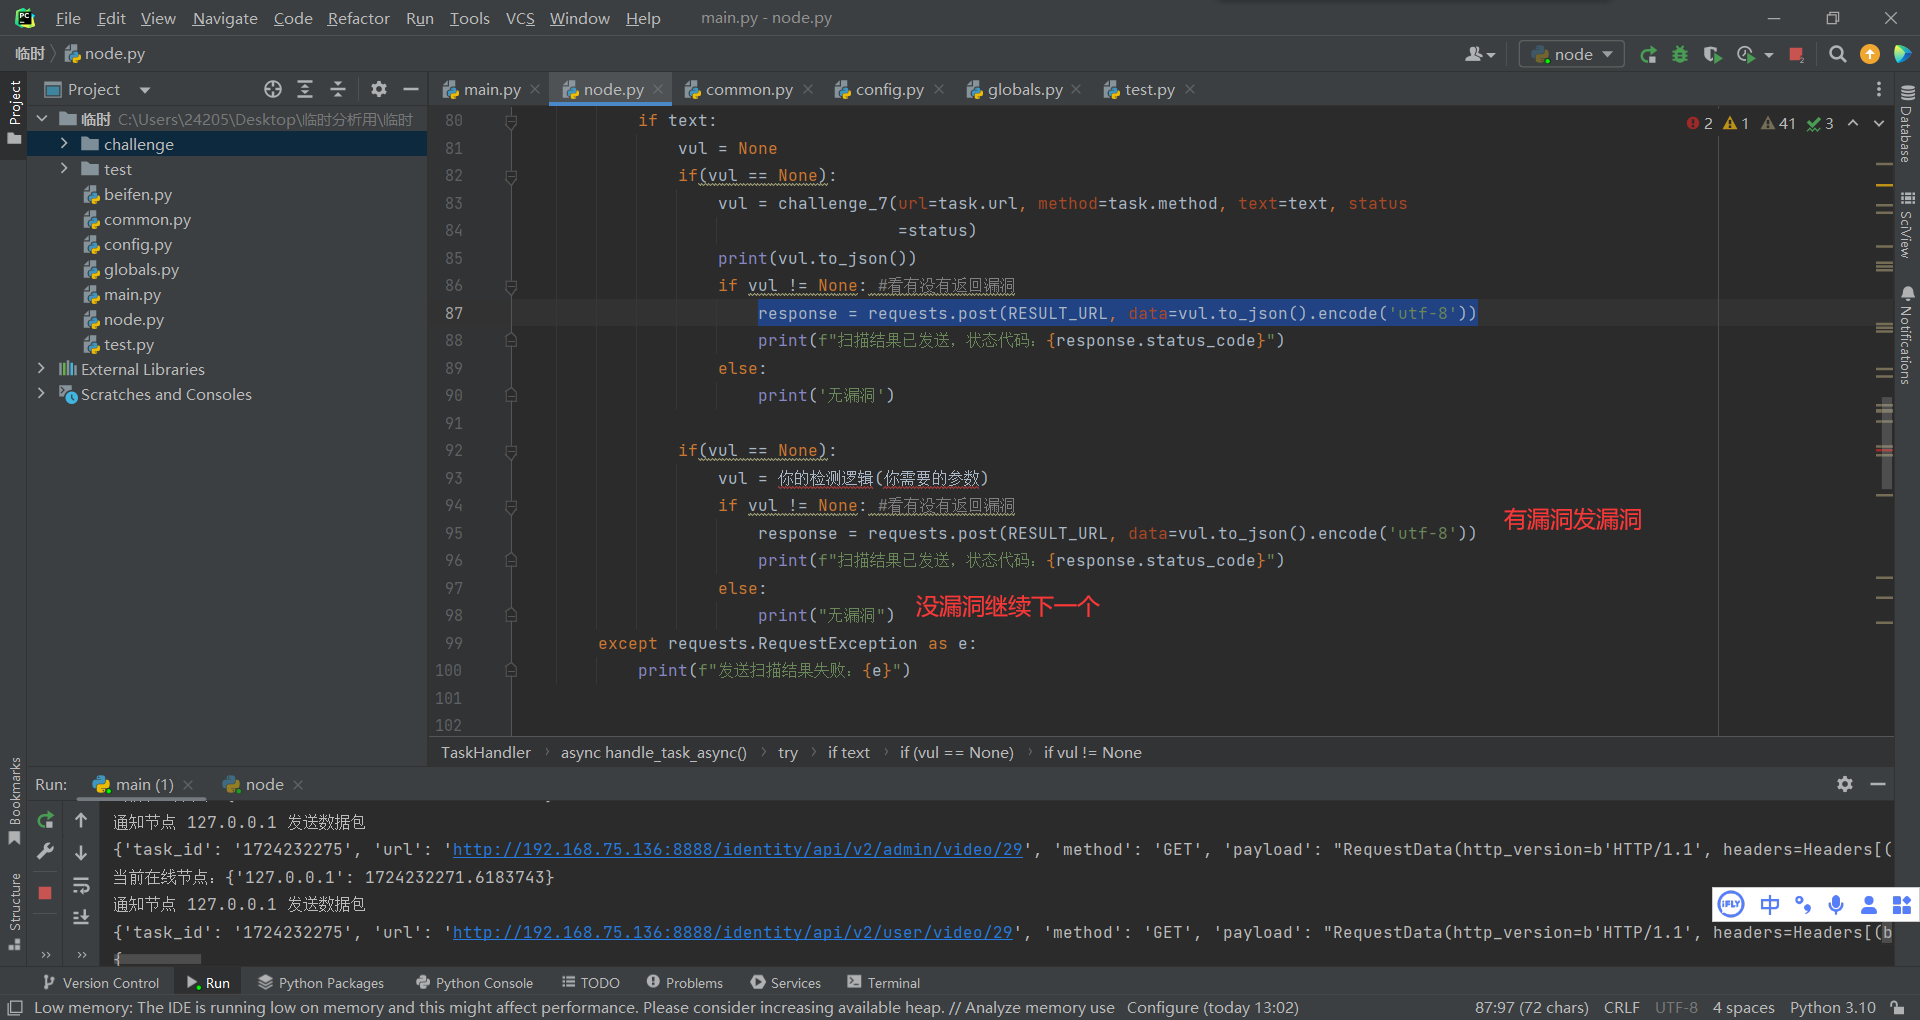 File Edit View Navigate Code Refactor Run Tools VCS Window Help main.py - node.py
临时 node.py node
Project
Project
main.py node.py common.py config.py globals.py test.py
临时 C:\Users\24205\Desktop\临时分析用\临时
challenge
test
beifen.py
common.py
config.py
globals.py
main.py
node.py
test.py
External Libraries
Scratches and Consoles
2 1 41 3
80 if text:
81 vul = None
82 if(vul == None):
83 vul = challenge_7(url=task.url, method=task.method, text=text, status
84 =status)
85 print(vul.to_json())
86 if vul != None: #看有没有返回漏洞
87 response = requests.post(RESULT_URL, data=vul.to_json().encode('utf-8'))
88 print(f"扫描结果已发送，状态代码：{response.status_code}")
89 else:
90 print('无漏洞')
91
92 if(vul == None):
93 vul = 你的检测逻辑(你需要的参数)
94 if vul != None: #看有没有返回漏洞
95 response = requests.post(RESULT_URL, data=vul.to_json().encode('utf-8'))
有漏洞发漏洞
96 print(f"扫描结果已发送，状态代码：{response.status_code}")
97 else:
98 print("无漏洞") 没漏洞继续下一个
99 except requests.RequestException as e:
100 print(f"发送扫描结果失败：{e}")
101
102
Database
SciView
Notifications
TaskHandler async handle_task_async() try if text if (vul == None) if vul != None
Bookmarks
Structure
Run: main (1) node
通知节点 127.0.0.1 发送数据包
{'task_id': '1724232275', 'url': 'http://192.168.75.136:8888/identity/api/v2/admin/video/29', 'method': 'GET', 'payload': "RequestData(http_version=b'HTTP/1.1', headers=Headers[(
当前在线节点：{'127.0.0.1': 1724232271.6183743}
通知节点 127.0.0.1 发送数据包
{'task_id': '1724232275', 'url': 'http://192.168.75.136:8888/identity/api/v2/user/video/29', 'method': 'GET', 'payload': "RequestData(http_version=b'HTTP/1.1', headers=Headers[(b
{
iFLY 中
Version Control Run Python Packages Python Console TODO Problems Services Terminal
Low memory: The IDE is running low on memory and this might affect performance. Please consider increasing available heap. // Analyze memory use Configure (today 13:02) 87:97 (72 chars) CRLF UTF-8 4 spaces Python 3.10